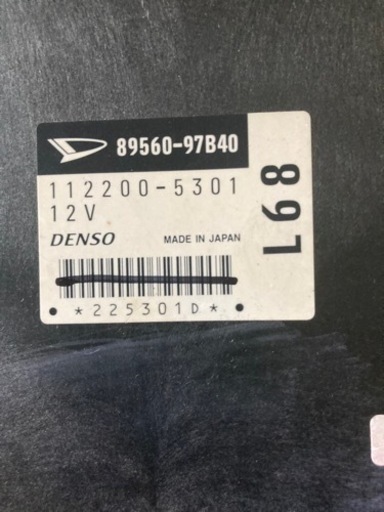 89560-97B40
112200-5301
12V
DENSO MADE IN JAPAN
*225301D*
L68